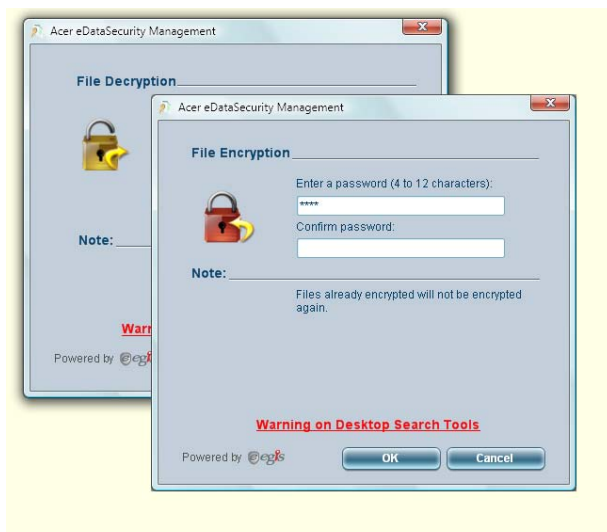 Acer eDataSecurity Management
File Decryption
Note:
Powered by egis
Acer eDataSecurity Management
File Encryption
Enter a password (4 to 12 characters):
****
Confirm password:
Note:
Files already encrypted will not be encrypted
again.
Warning on Desktop Search Tools
Powered by egis
OK Cancel